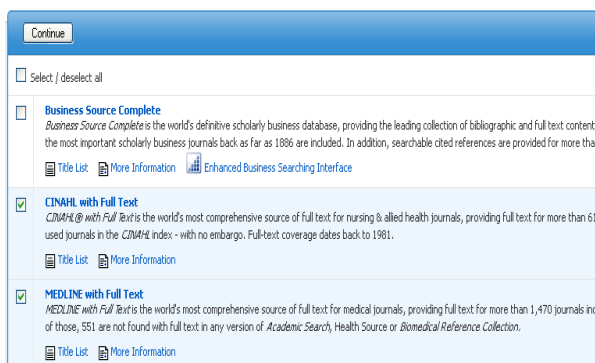 Continue
Select / deselect all
Business Source Complete
Business Source Complete is the world's definitive scholarly business database, providing the leading collection of bibliographic and full text content
the most important scholarly business journals back as far as 1886 are included. In addition, searchable cited references are provided for more tha
Title List More Information Enhanced Business Searching Interface
CINAHL with Full Text
CINAHL® with Full Text is the world's most comprehensive source of full text for nursing & allied health journals, providing full text for more than 61
used journals in the CINAHL index - with no embargo. Full-text coverage dates back to 1981.
Title List More Information
MEDLINE with Full Text
MEDLINE with Full Text is the world's most comprehensive source of full text for medical journals, providing full text for more than 1,470 journals inc
of those, 551 are not found with full text in any version of Academic Search, Health Source or Biomedical Reference Collection.
Title List More Information